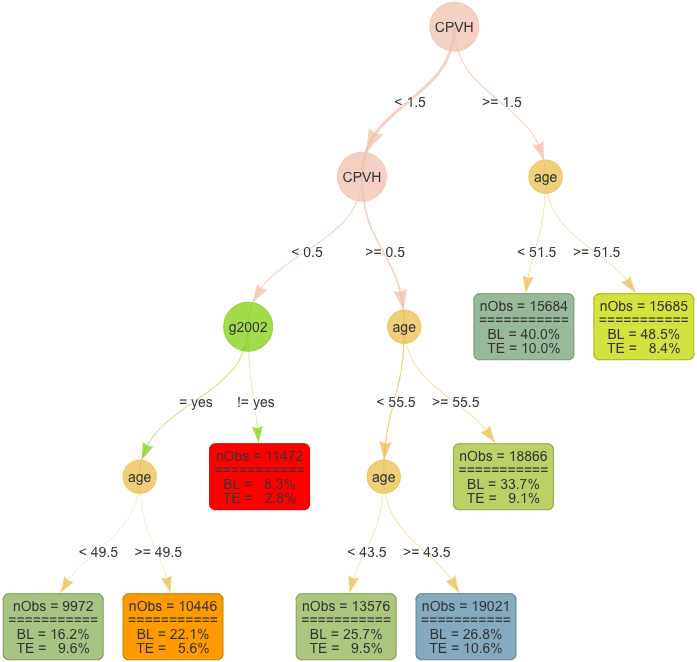 CPVH
< 1.5
>= 1.5
CPVH
age
< 0.5
>= 0.5
< 51.5
>= 51.5
g2002
age
nObs = 15684
===========
BL = 40.0%
TE = 10.0%
nObs = 15685
===========
BL = 48.5%
TE = 8.4%
= yes
!= yes
< 55.5
>= 55.5
age
nObs = 11472
===========
BL = 8.3%
TE = 2.8%
age
nObs = 18866
===========
BL = 33.7%
TE = 9.1%
< 49.5
>= 49.5
< 43.5
>= 43.5
nObs = 9972
===========
BL = 16.2%
TE = 9.6%
nObs = 10446
===========
BL = 22.1%
TE = 5.6%
nObs = 13576
===========
BL = 25.7%
TE = 9.5%
nObs = 19021
===========
BL = 26.8%
TE = 10.6%